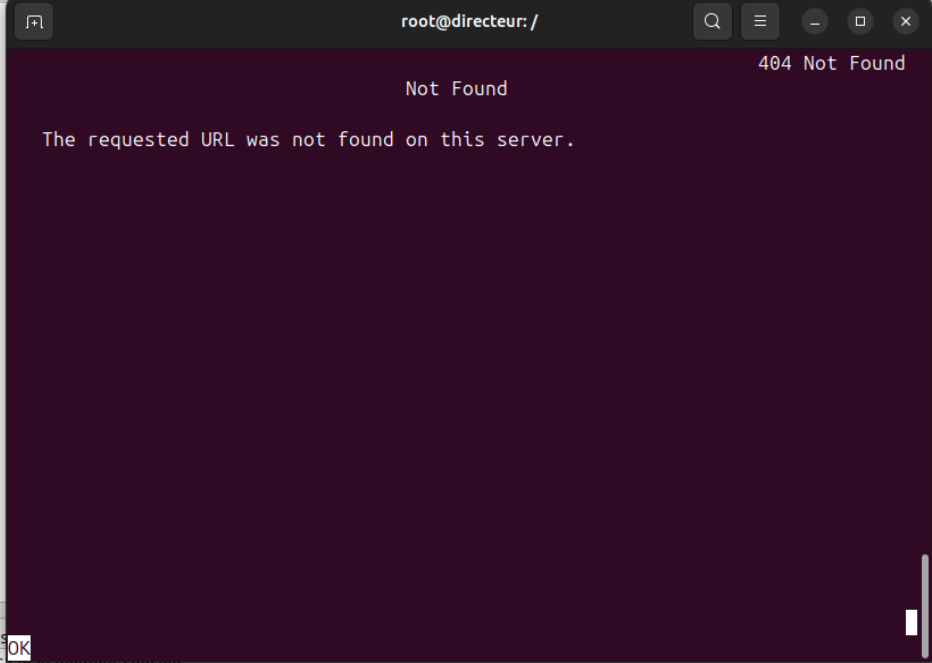 root@directeur: /
404 Not Found
Not Found
The requested URL was not found on this server.
OK